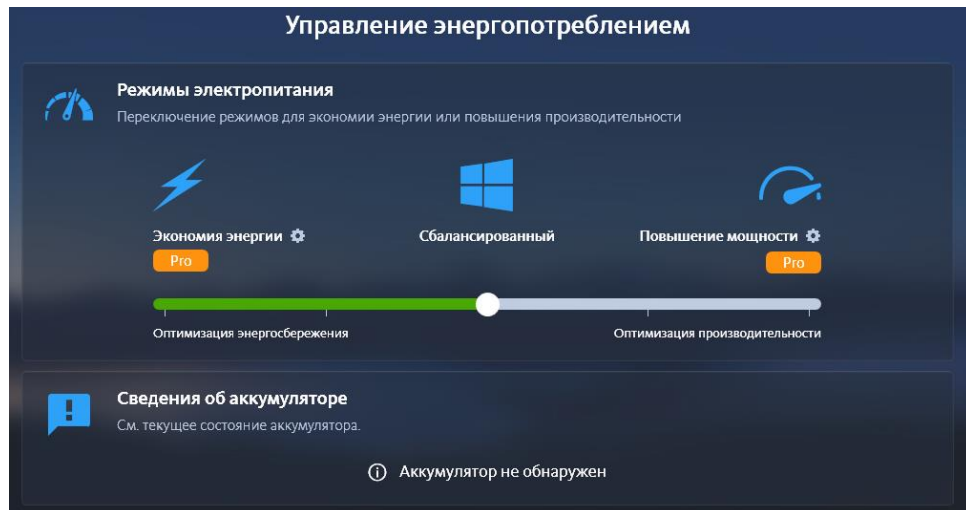 Управление энергопотреблением
Режимы электропитания
Переключение режимов для экономии энергии или повышения производительности
Экономия энергии
Сбалансированный
Повышение мощности
Pro
Pro
Оптимизация энергосбережения
Оптимизация производительности
Сведения об аккумуляторе
См. текущее состояние аккумулятора.
Аккумулятор не обнаружен